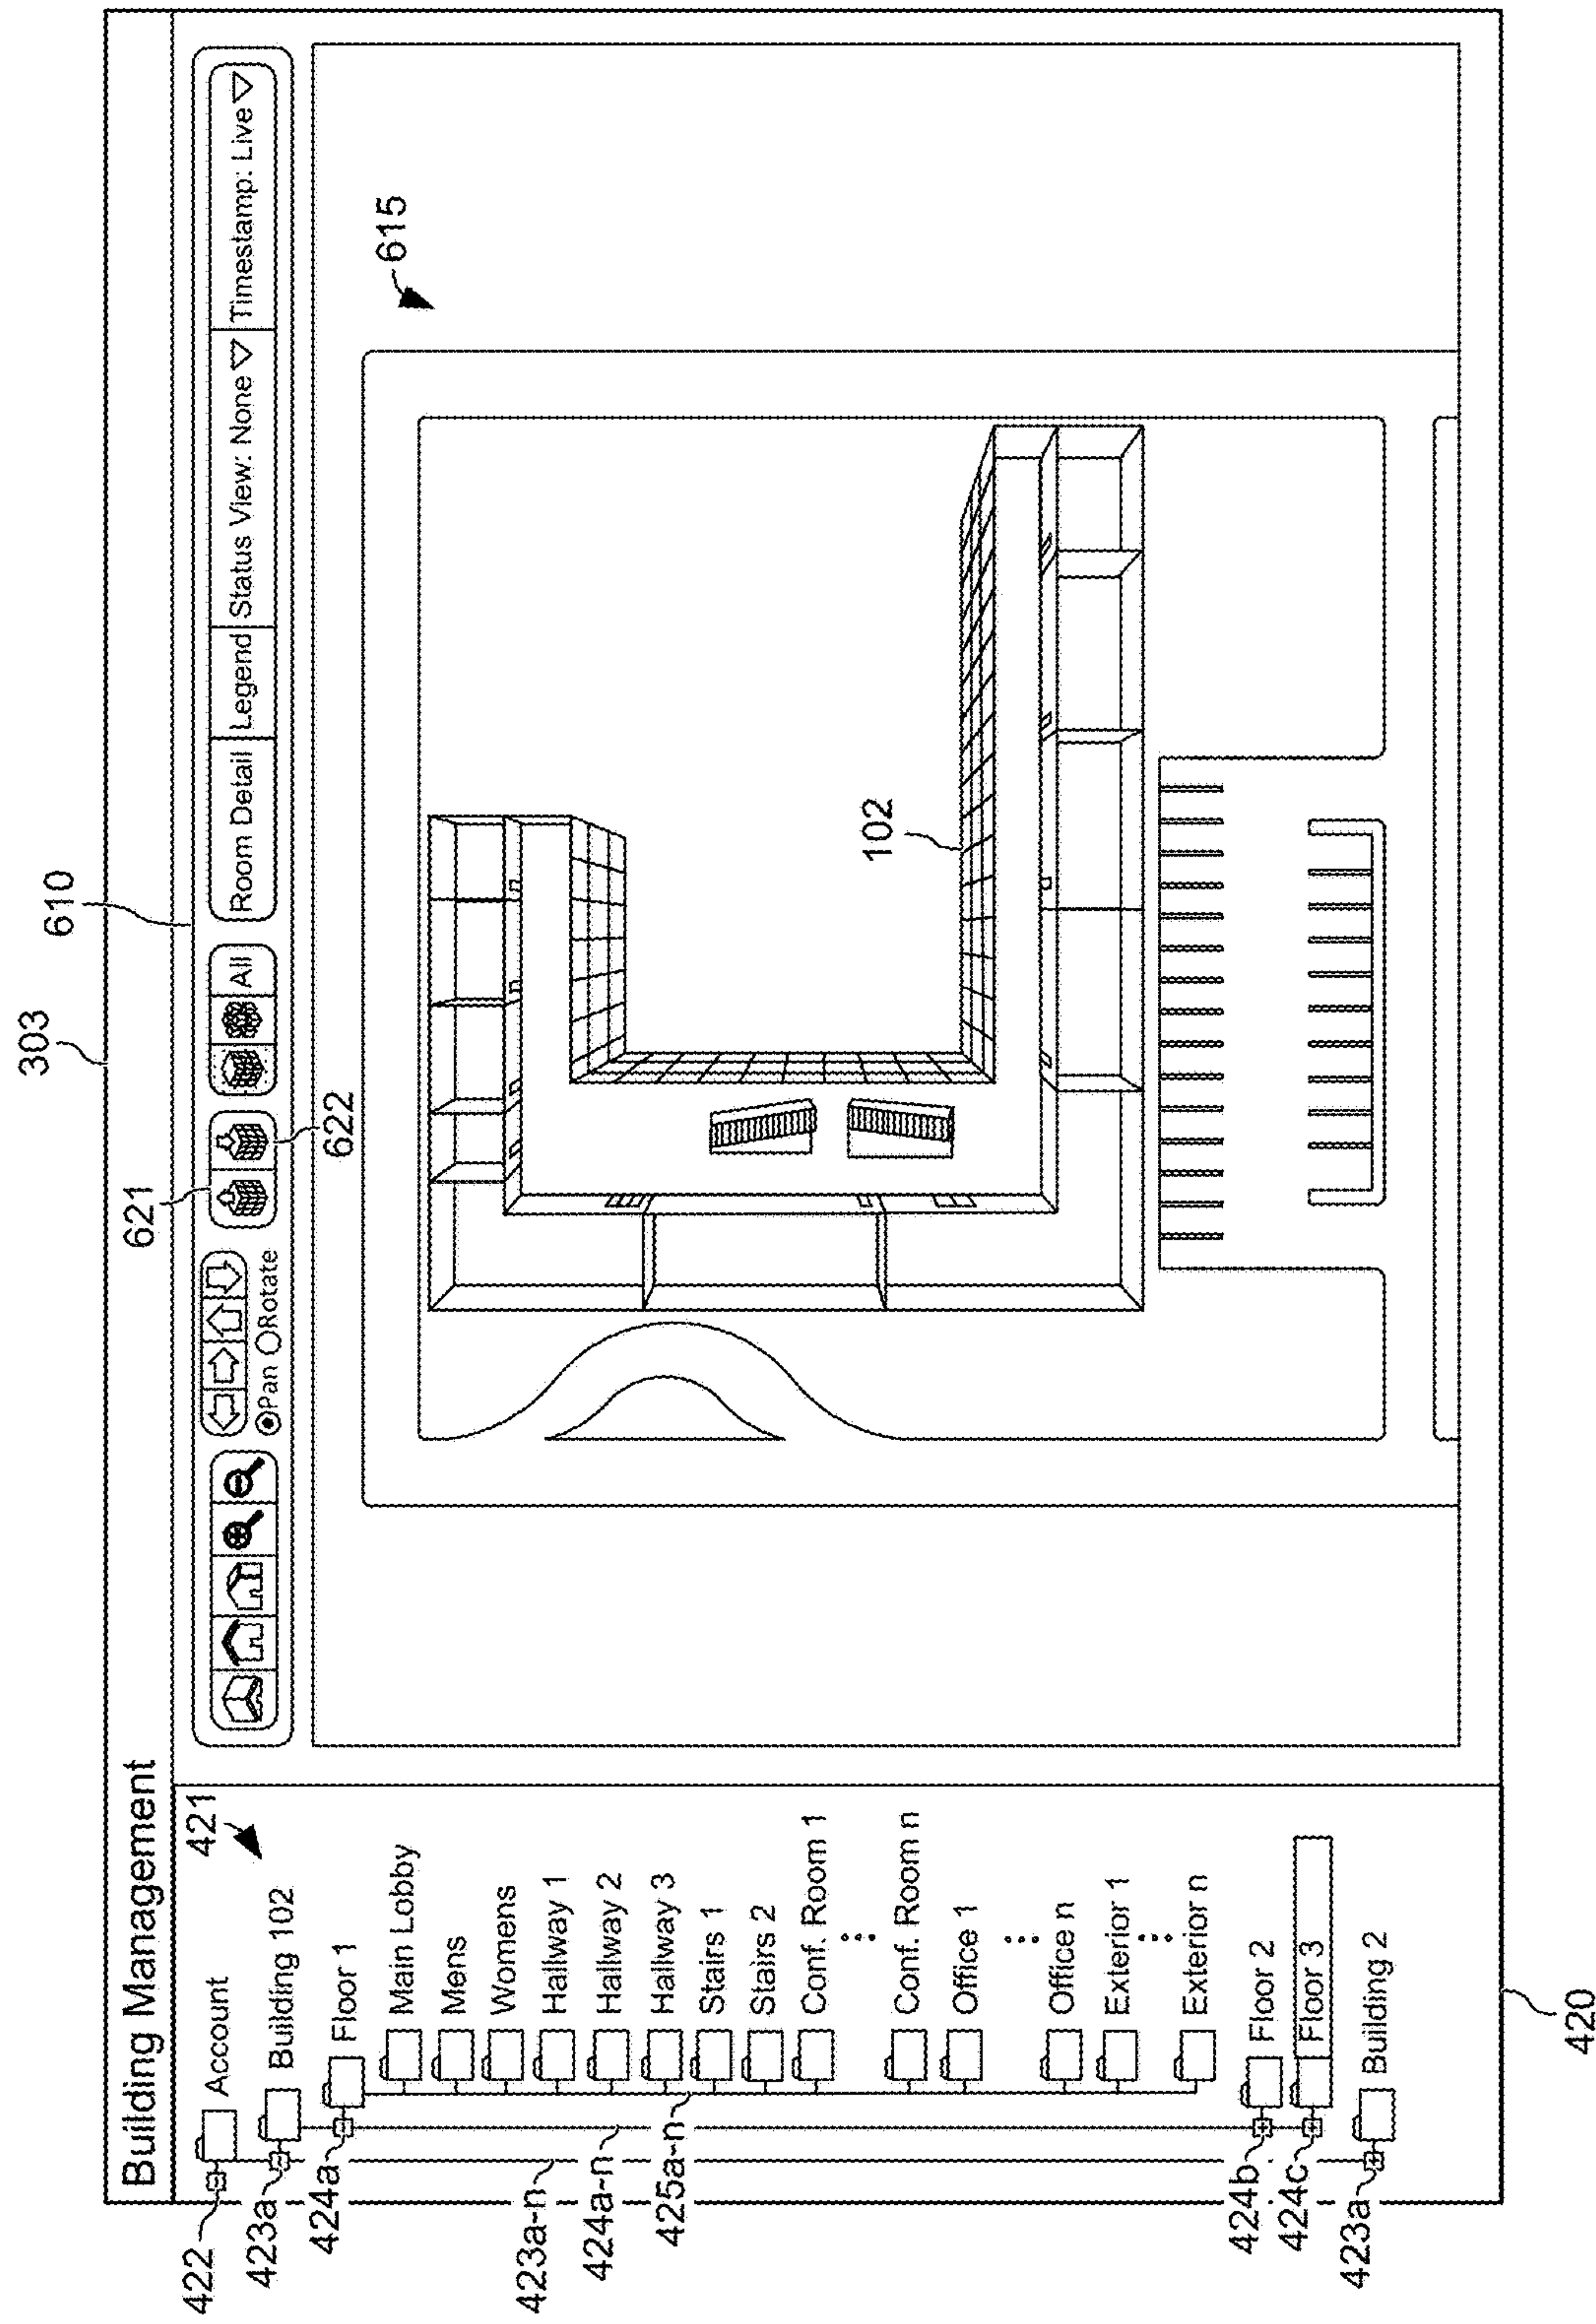 303
610
Building Management
421
621
622
Pan Rotate
All
Room Detail Legend Status View: None Timestamp: Live
615
102
422
Account
423a
Building 102
424a
Floor 1
Main Lobby
Mens
Womens
Hallway 1
423a-n
Hallway 2
424a-n
Hallway 3
425a-n
Stairs 1
Stairs 2
Conf. Room 1
Conf. Room n
Office 1
Office n
Exterior 1
Exterior n
424b
Floor 2
424c
Floor 3
423a
Building 2
420